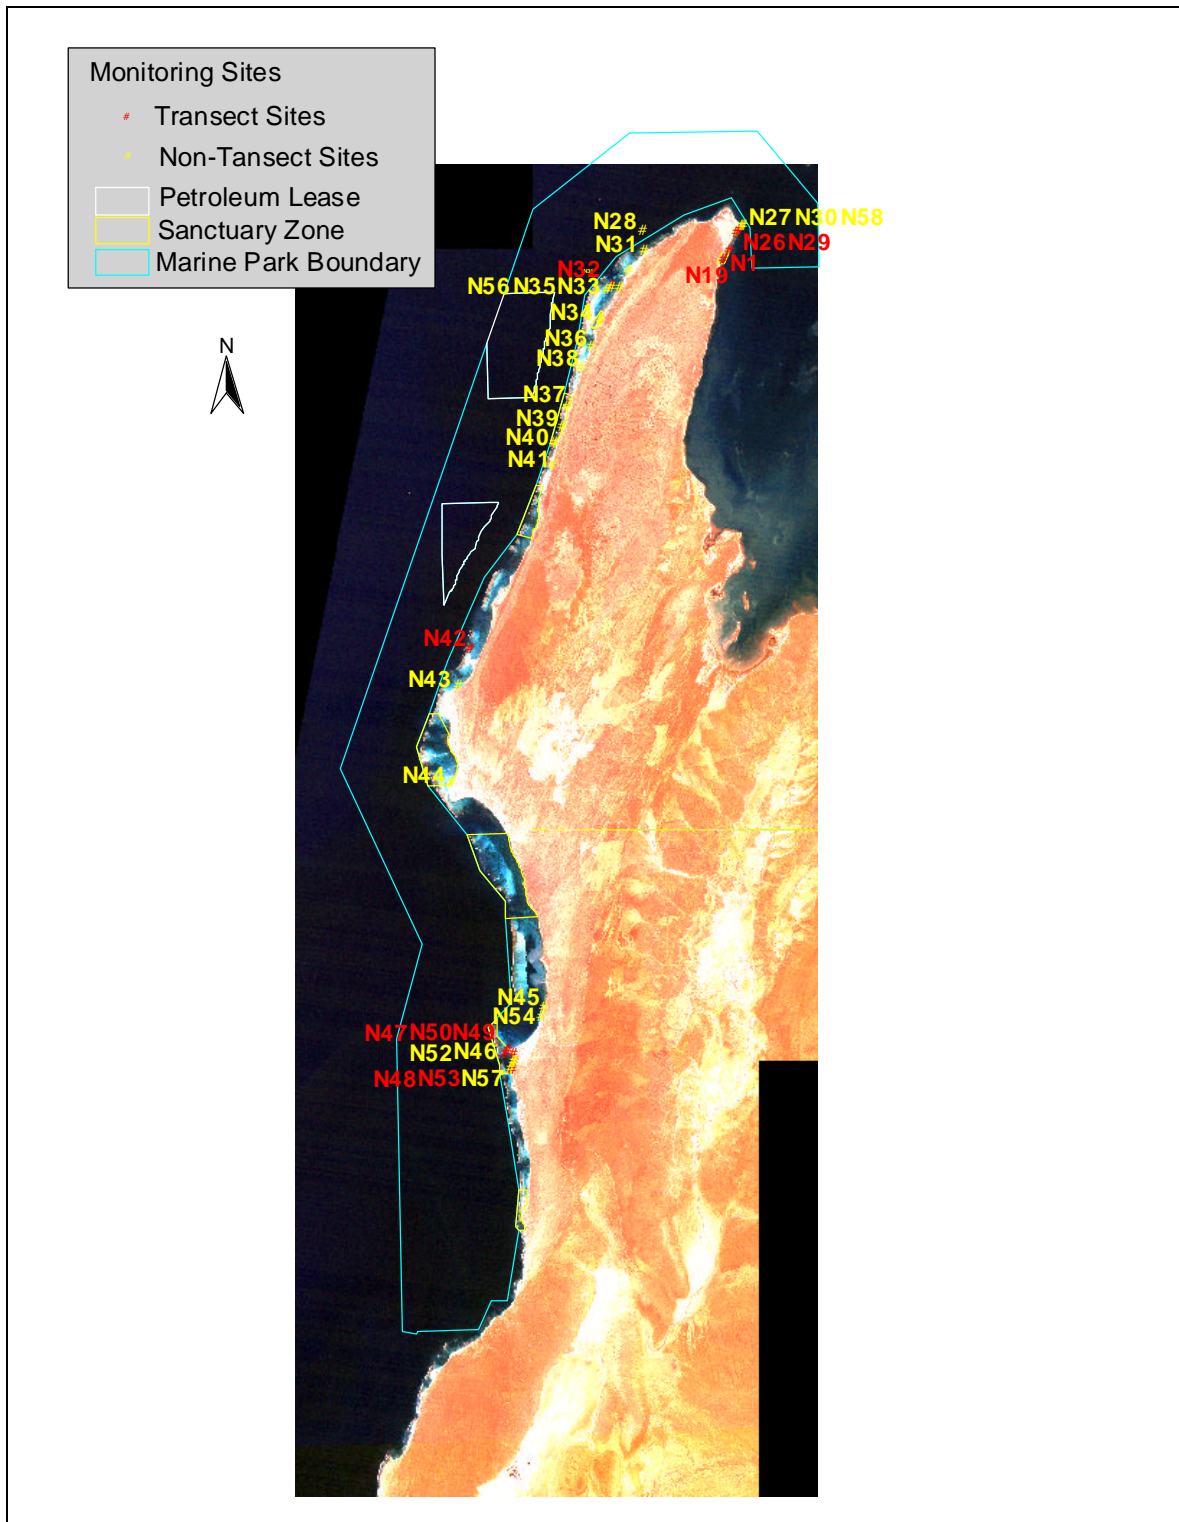 Monitoring Sites
# Transect Sites
Non-Tansect Sites
Petroleum Lease
Sanctuary Zone
Marine Park Boundary
N
N28
N27 N30 N58
N31
N26 N29
N19 N1
N32
N56 N35 N33
N34
N36
N38
N37
N39
N40
N41
N42
N43
N44
N45
N54
N47 N50 N49
N52 N46
N48 N53 N57